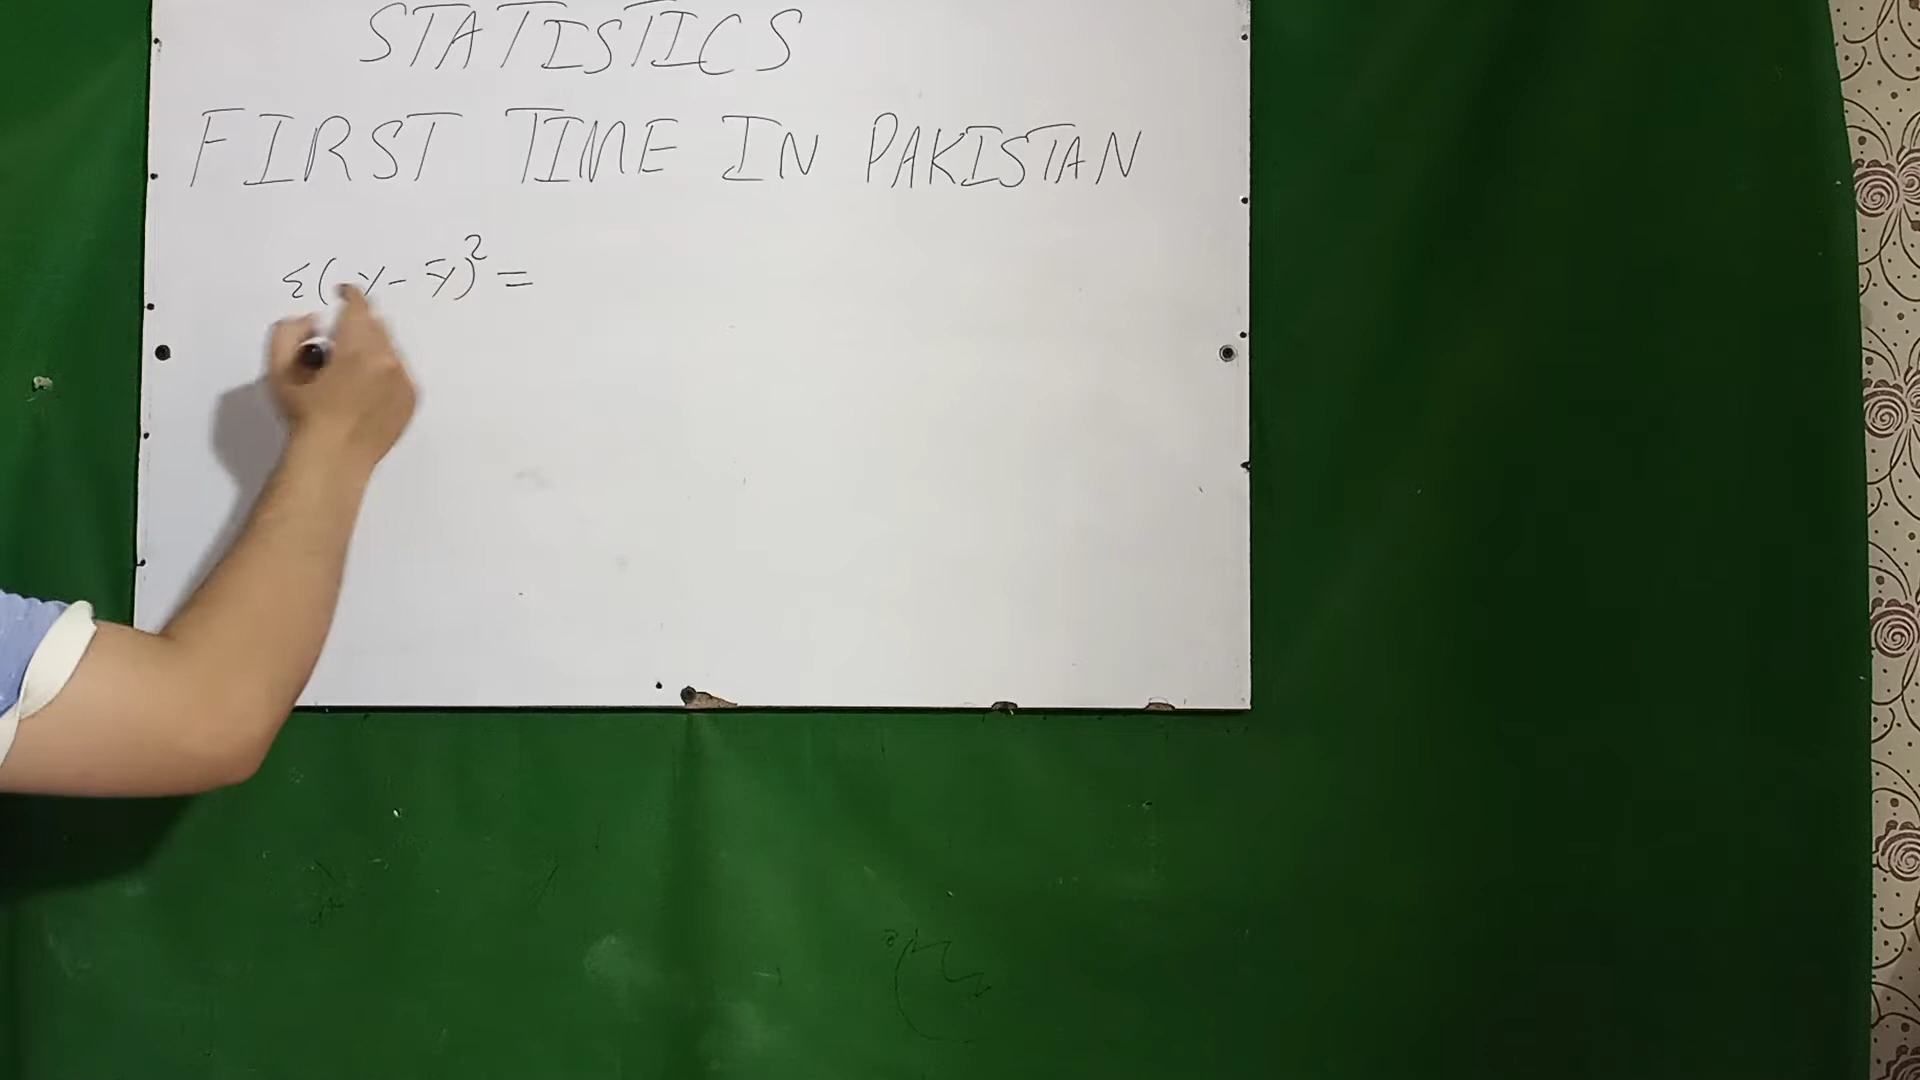 STATISTICS
FIRST TIME IN PAKISTAN
Σ(y - ȳ)² =